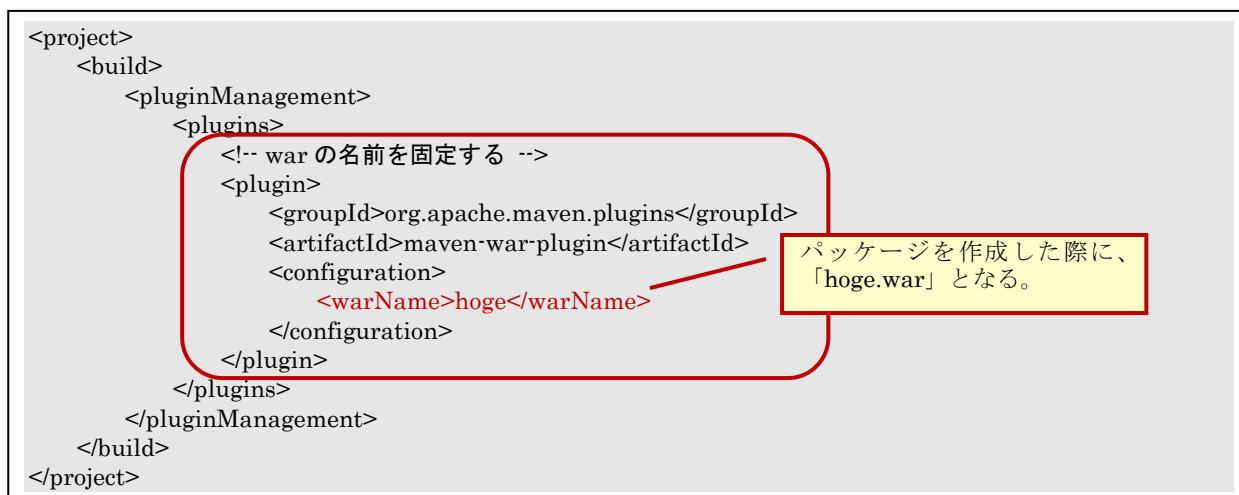 <project>
<build>
<pluginManagement>
<plugins>
<!-- war の名前を固定する -->
<plugin>
<groupId>org.apache.maven.plugins</groupId>
<artifactId>maven-war-plugin</artifactId>
<configuration>
<warName>hoge</warName>
</configuration>
</plugin>
</plugins>
</pluginManagement>
</build>
</project>
パッケージを作成した際に、
「hoge.war」となる。